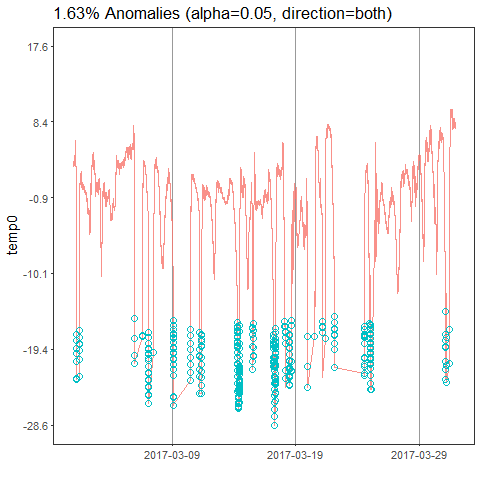 1.63% Anomalies (alpha=0.05, direction=both)
17.6
8.4
-0.9
-10.1
-19.4
-28.6
temp0
2017-03-09 2017-03-19 2017-03-29